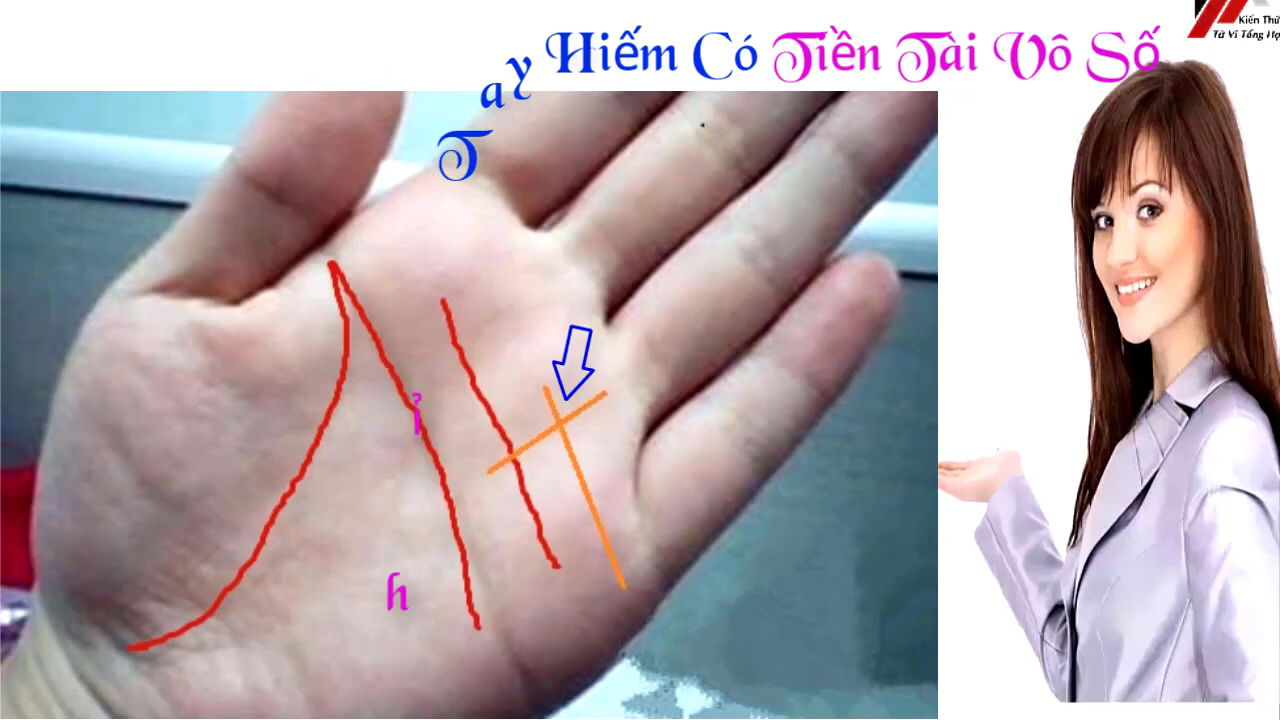 Tay Hiếm Có Tiền Tài Vô Số
Kiến Thứ
Tử Vi Tổng Hợ
ỉ
h